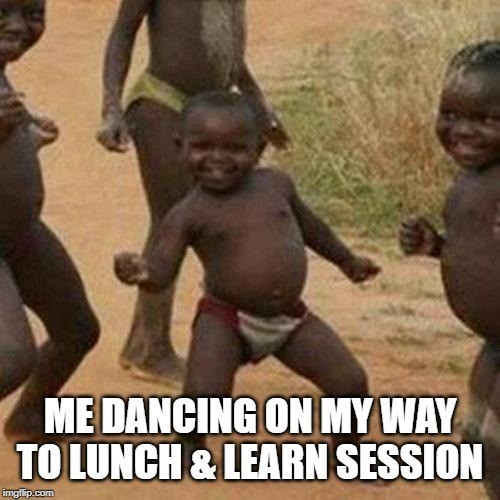 ME DANCING ON MY WAY
TO LUNCH & LEARN SESSION
imgflip.com